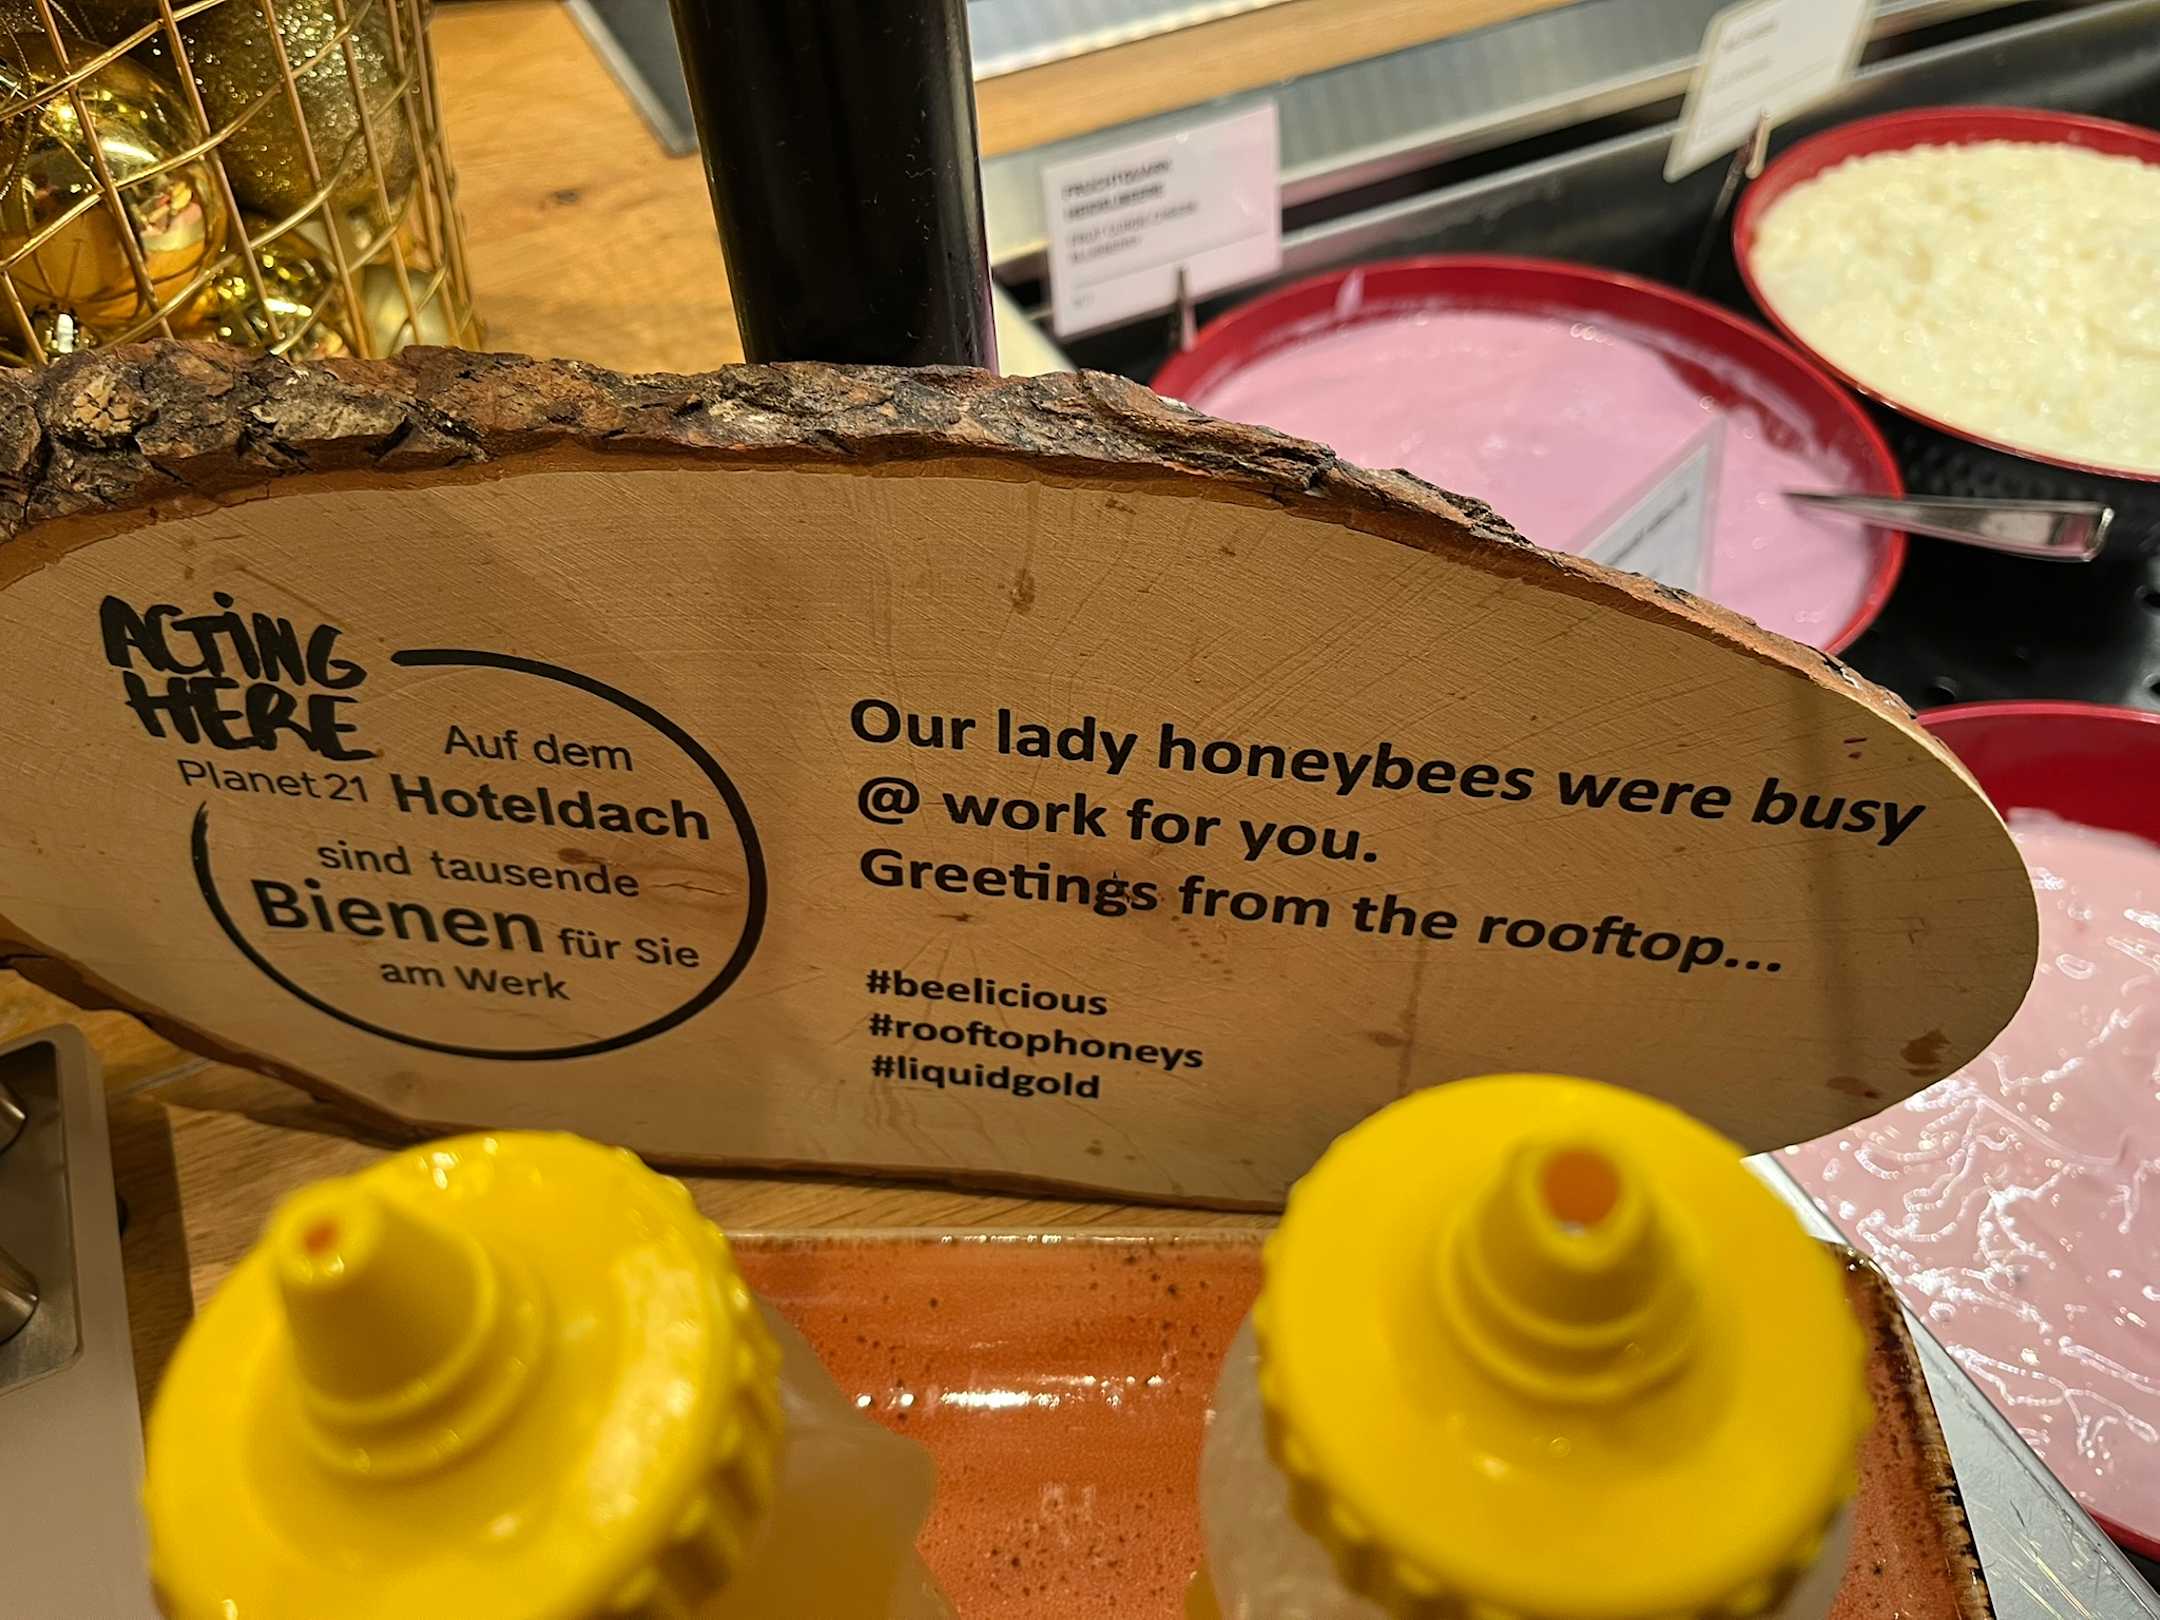 ACTING
HERE
Auf dem
Planet 21 Hoteldach
sind tausende
Bienen für Sie
am Werk
Our lady honeybees were busy
@ work for you.
Greetings from the rooftop...
#beelicious
#rooftophoneys
#liquidgold